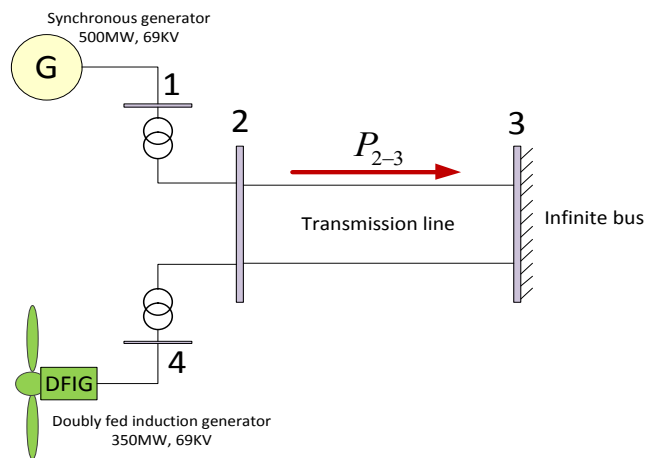 Synchronous generator
500MW, 69KV
G
1
2
3
P2–3
Transmission line
Infinite bus
4
DFIG
Doubly fed induction generator
350MW, 69KV